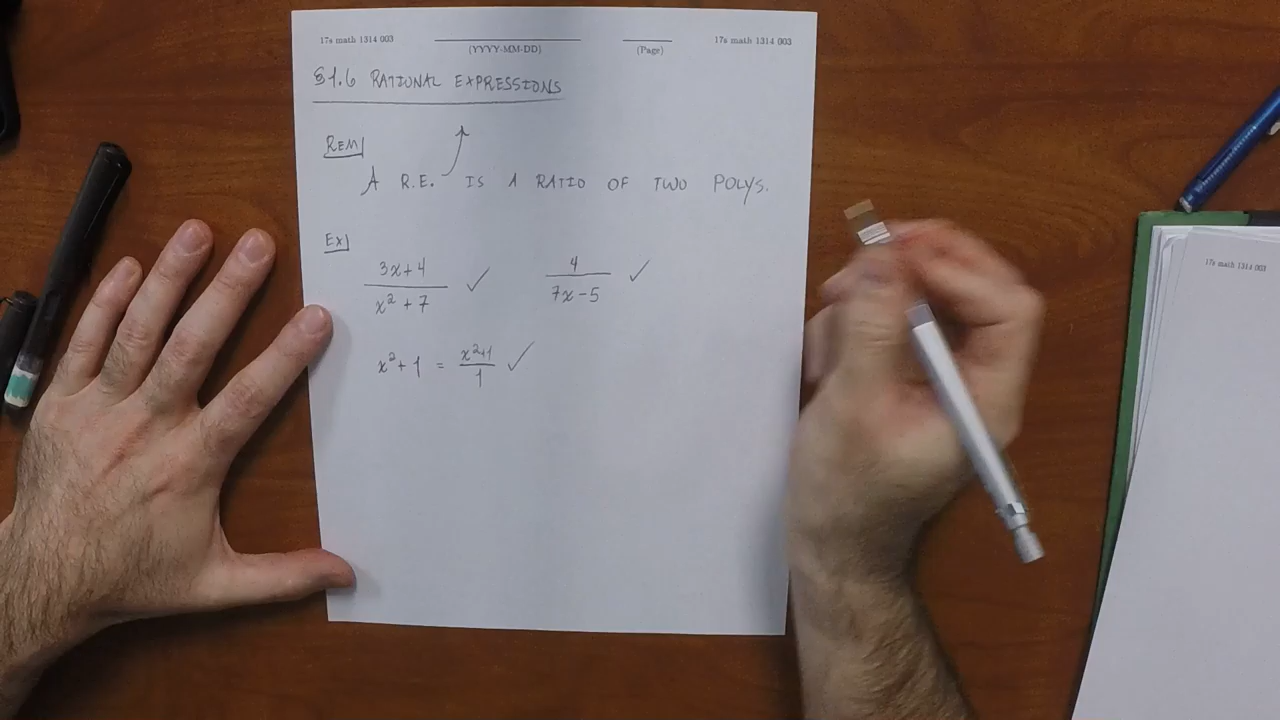 17s math 1314 003
(YYYY-MM-DD)
(Page)
17s math 1314 003
§1.6 RATIONAL EXPRESSIONS
REM
A R.E. IS A RATIO OF TWO POLYS.
EX
3x+4 / x²+7 ✓ 4 / 7x-5 ✓
x²+1 = x²+1 / 1 ✓
17s math 1314 003